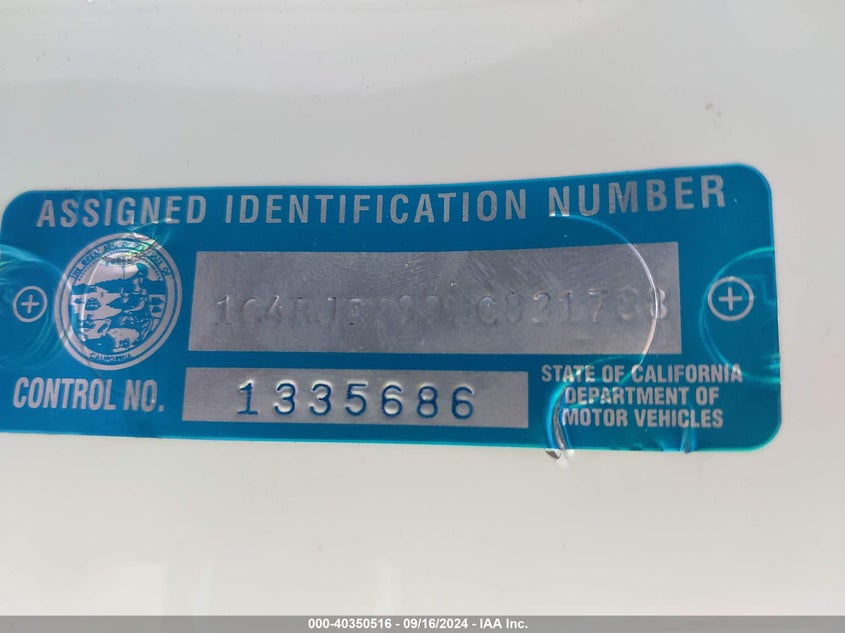 ASSIGNED IDENTIFICATION NUMBER
CALIFORNIA
CONTROL NO.
1335686
STATE OF CALIFORNIA
DEPARTMENT OF
MOTOR VEHICLES
000-40350516 - 09/16/2024 - IAA Inc.